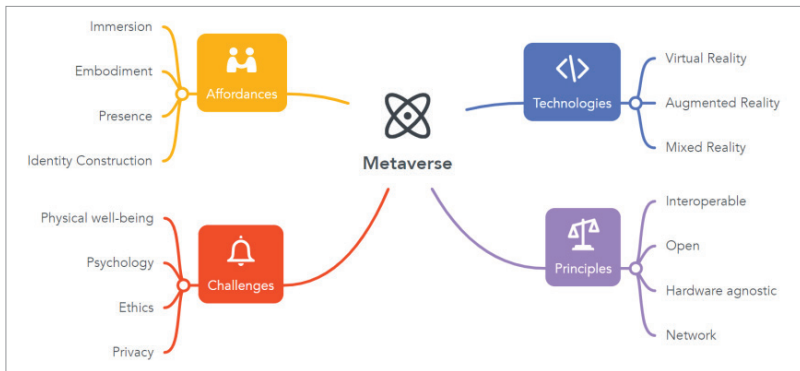 Immersion
Embodiment
Presence
Identity Construction
Affordances
Physical well-being
Psychology
Ethics
Privacy
Challenges
Metaverse
Technologies
Virtual Reality
Augmented Reality
Mixed Reality
Principles
Interoperable
Open
Hardware agnostic
Network